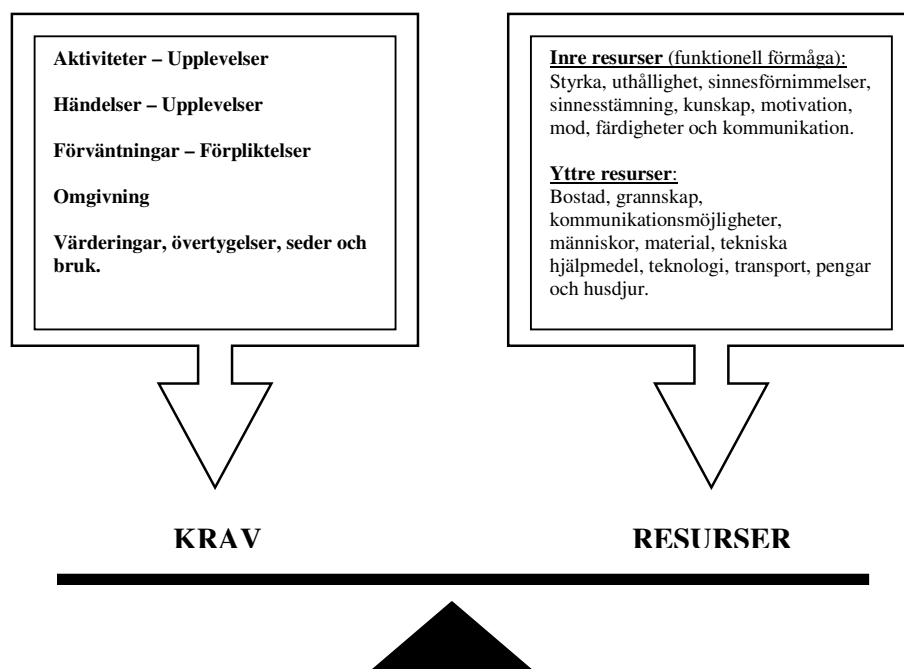 Aktiviteter – Upplevelser
Händelser – Upplevelser
Förväntningar – Förpliktelser
Omgivning
Värderingar, övertygelser, seder och
bruk.
Inre resurser (funktionell förmåga):
Styrka, uthållighet, sinnesförnimmelser,
sinnesstämning, kunskap, motivation,
mod, färdigheter och kommunikation.
Yttre resurser:
Bostad, grannskap,
kommunikationsmöjligheter,
människor, material, tekniska
hjälpmedel, teknologi, transport, pengar
och husdjur.
KRAV
RESURSER